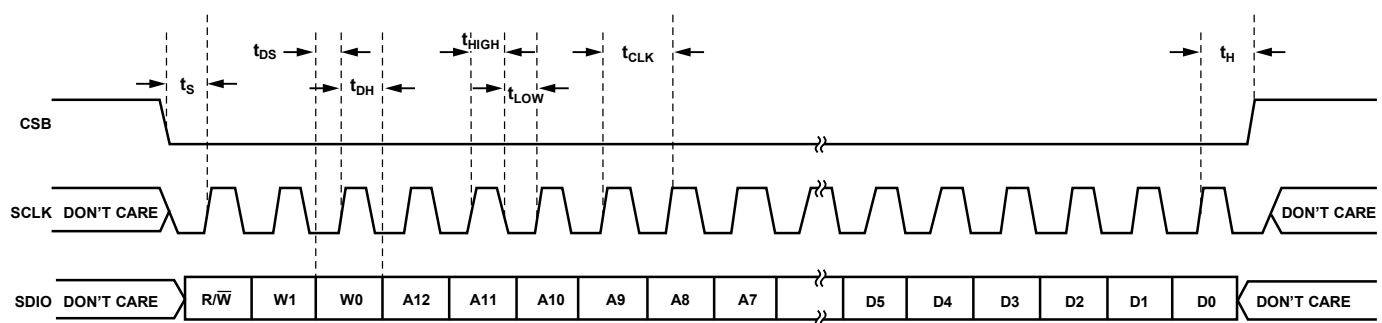 tDS
tHIGH
tCLK
tH
tS
tDH
tLOW
CSB
SCLK DON'T CARE DON'T CARE
SDIO DON'T CARE R/W̅ W1 W0 A12 A11 A10 A9 A8 A7 D5 D4 D3 D2 D1 D0 DON'T CARE